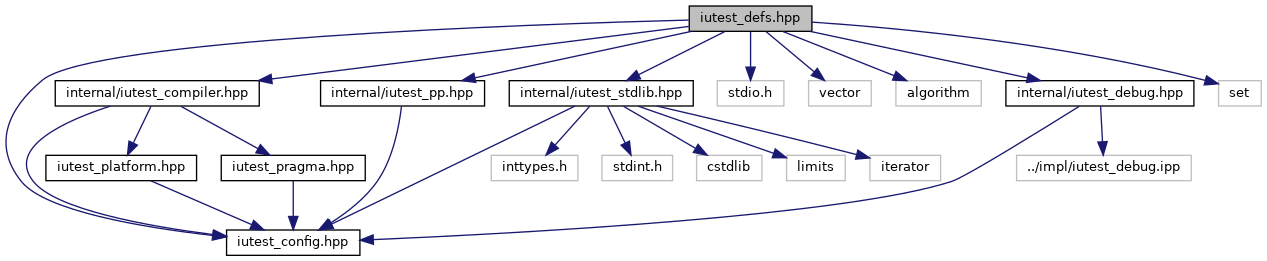 iutest_defs.hpp
internal/iutest_compiler.hpp
internal/iutest_pp.hpp
internal/iutest_stdlib.hpp
stdio.h
vector
algorithm
internal/iutest_debug.hpp
set
iutest_platform.hpp
iutest_pragma.hpp
inttypes.h
stdint.h
cstdlib
limits
iterator
../impl/iutest_debug.ipp
iutest_config.hpp